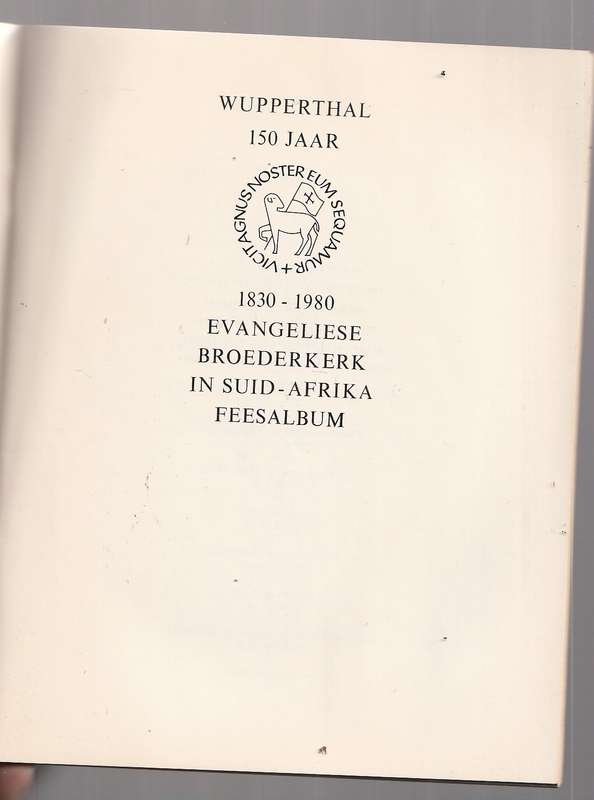 WUPPERTHAL
150 JAAR
VICIT AGNUS NOSTER EUM SEQUAMUR +
1830 - 1980
EVANGELIESE
BROEDERKERK
IN SUID-AFRIKA
FEESALBUM